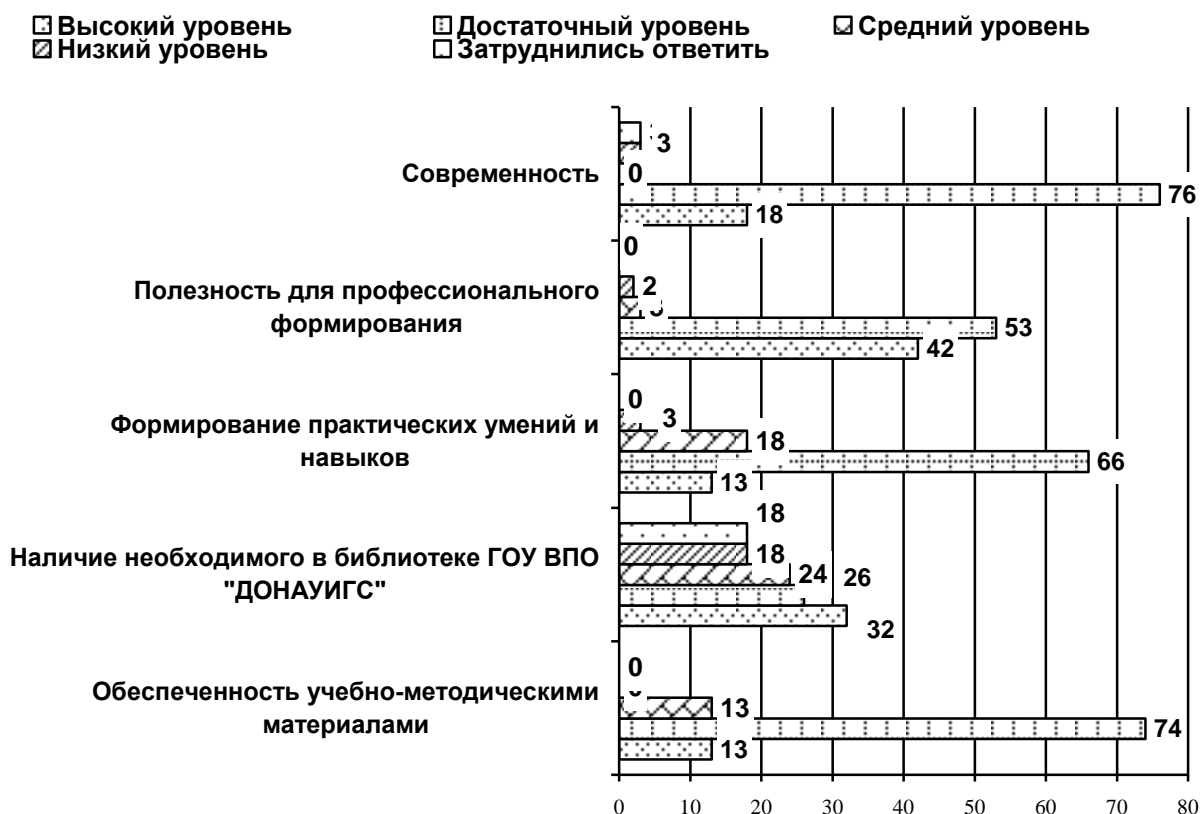 Высокий уровень Достаточный уровень Средний уровень
Низкий уровень Затруднились ответить
3
Современность
0
76
18
0
Полезность для профессионального
формирования
2
53
42
0
Формирование практических умений и
навыков
3
18
66
13
18
Наличие необходимого в библиотеке ГОУ ВПО
"ДОНАУИГС"
18
24 26
32
0
Обеспеченность учебно-методическими
материалами
13
74
13
0 10 20 30 40 50 60 70 80